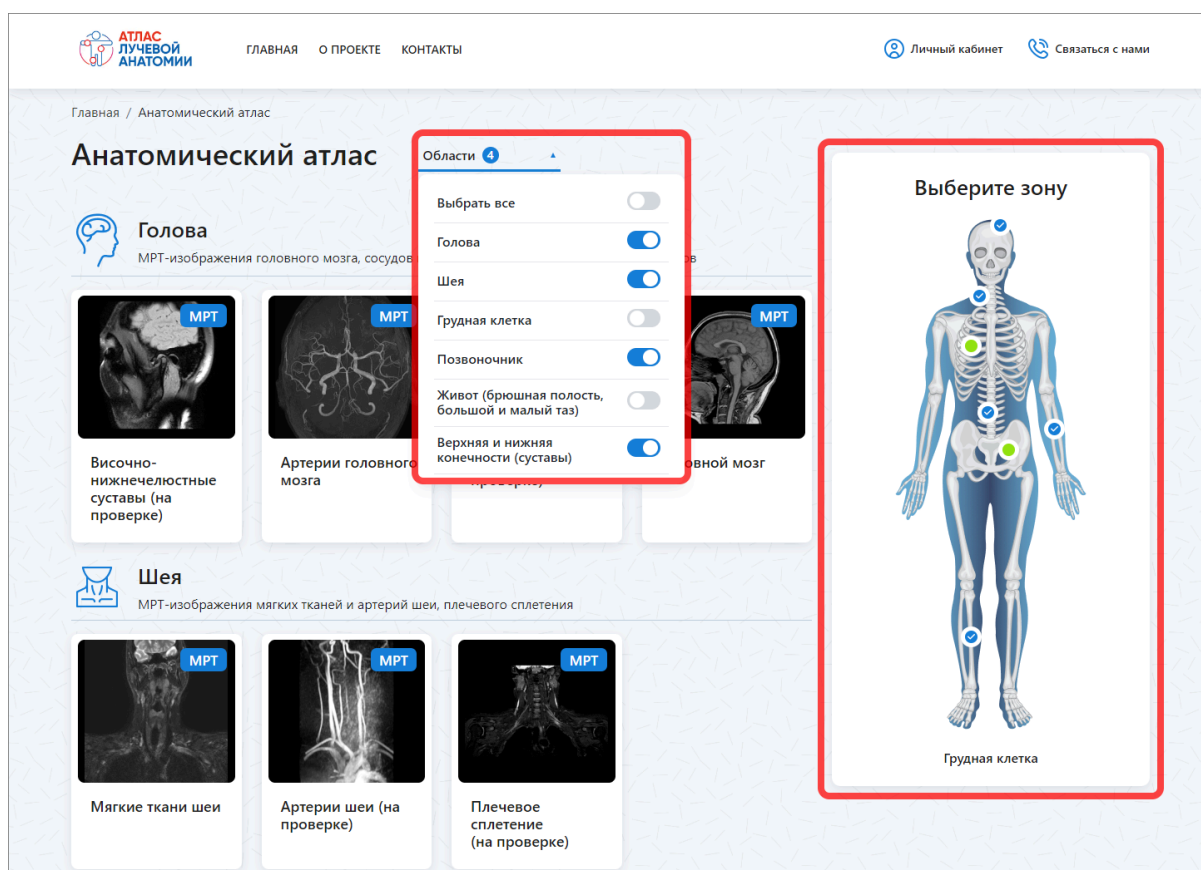 АТЛАС
ЛУЧЕВОЙ
АНАТОМИИ
ГЛАВНАЯ О ПРОЕКТЕ КОНТАКТЫ
Личный кабинет Связаться с нами
Главная / Анатомический атлас
Анатомический атлас
Области 4
Выбрать все
Голова
Шея
Грудная клетка
Позвоночник
Живот (брюшная полость,
большой и малый таз)
Верхняя и нижняя
конечности (суставы)
Выберите зону
Грудная клетка
Голова
МРТ-изображения головного мозга, сосудов
МРТ
МРТ
МРТ
Височно-
нижнечелюстные
суставы (на
проверке)
Артерии головного
мозга
проверке)
мозг
Шея
МРТ-изображения мягких тканей и артерий шеи, плечевого сплетения
МРТ
МРТ
МРТ
Мягкие ткани шеи
Артерии шеи (на
проверке)
Плечевое
сплетение
(на проверке)